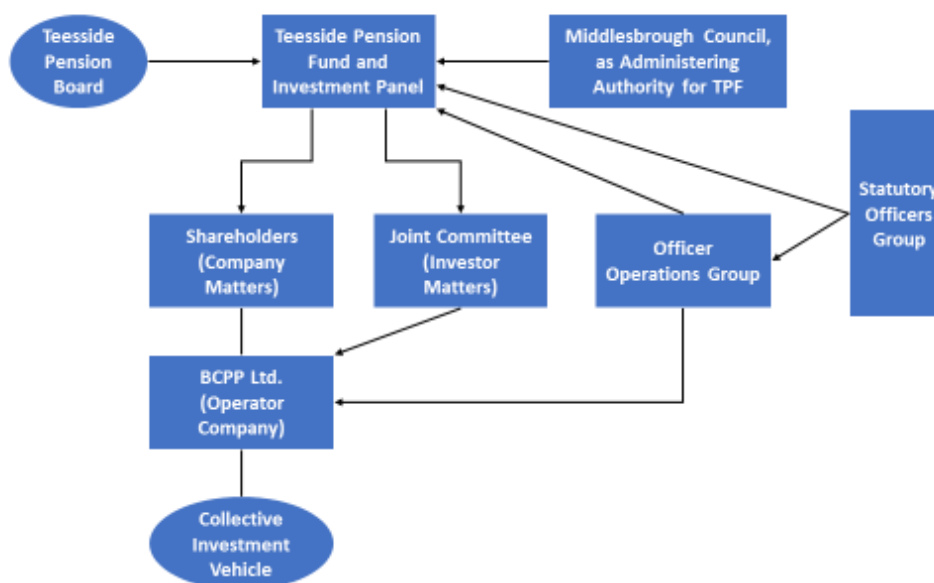 Teesside
Pension
Board
Teesside Pension
Fund and
Investment Panel
Middlesbrough Council,
as Administering
Authority for TPF
Statutory
Officers
Group
Shareholders
(Company
Matters)
Joint Committee
(Investor
Matters)
Officer
Operations Group
BCPP Ltd.
(Operator
Company)
Collective
Investment
Vehicle